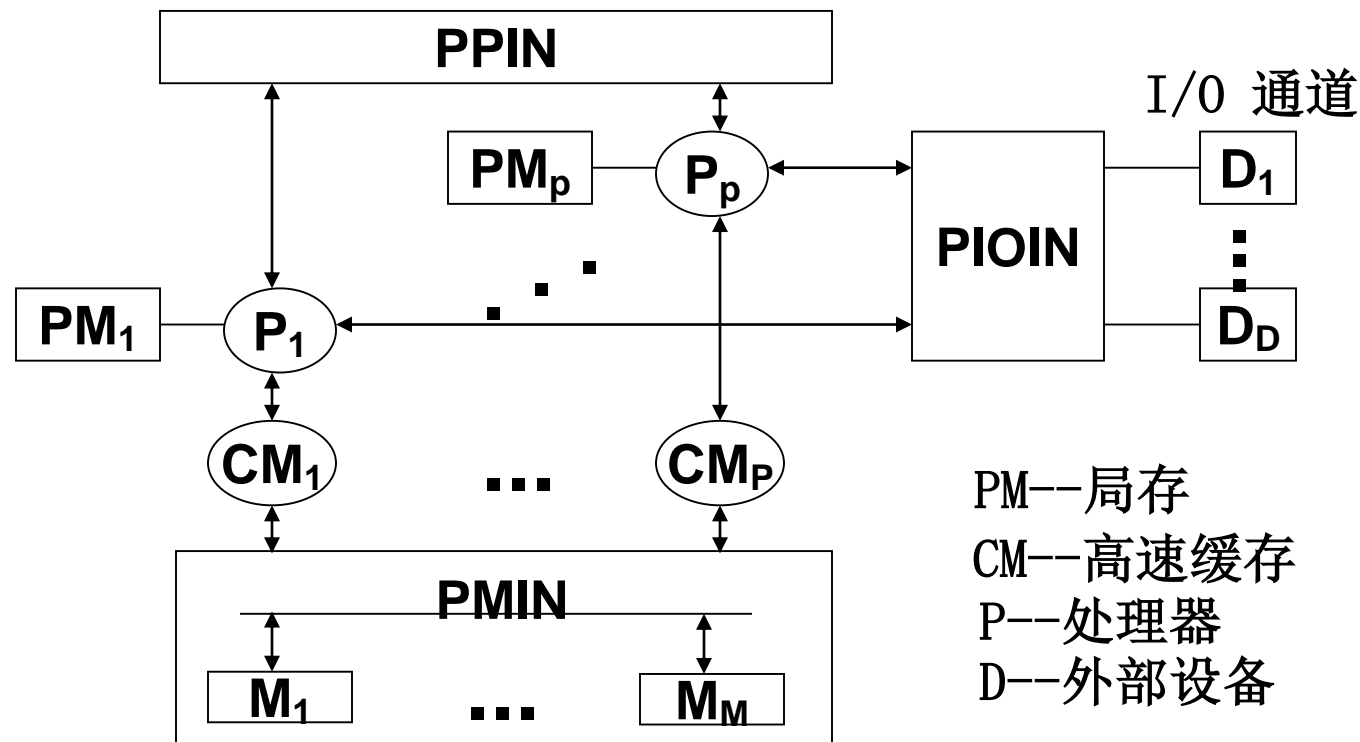 PPIN
I/O 通道
PMp
Pp
D1
PIOIN
PM1
P1
DD
CM1
CMP
PM--局存
CM--高速缓存
PMIN
P--处理器
D--外部设备
M1
MM